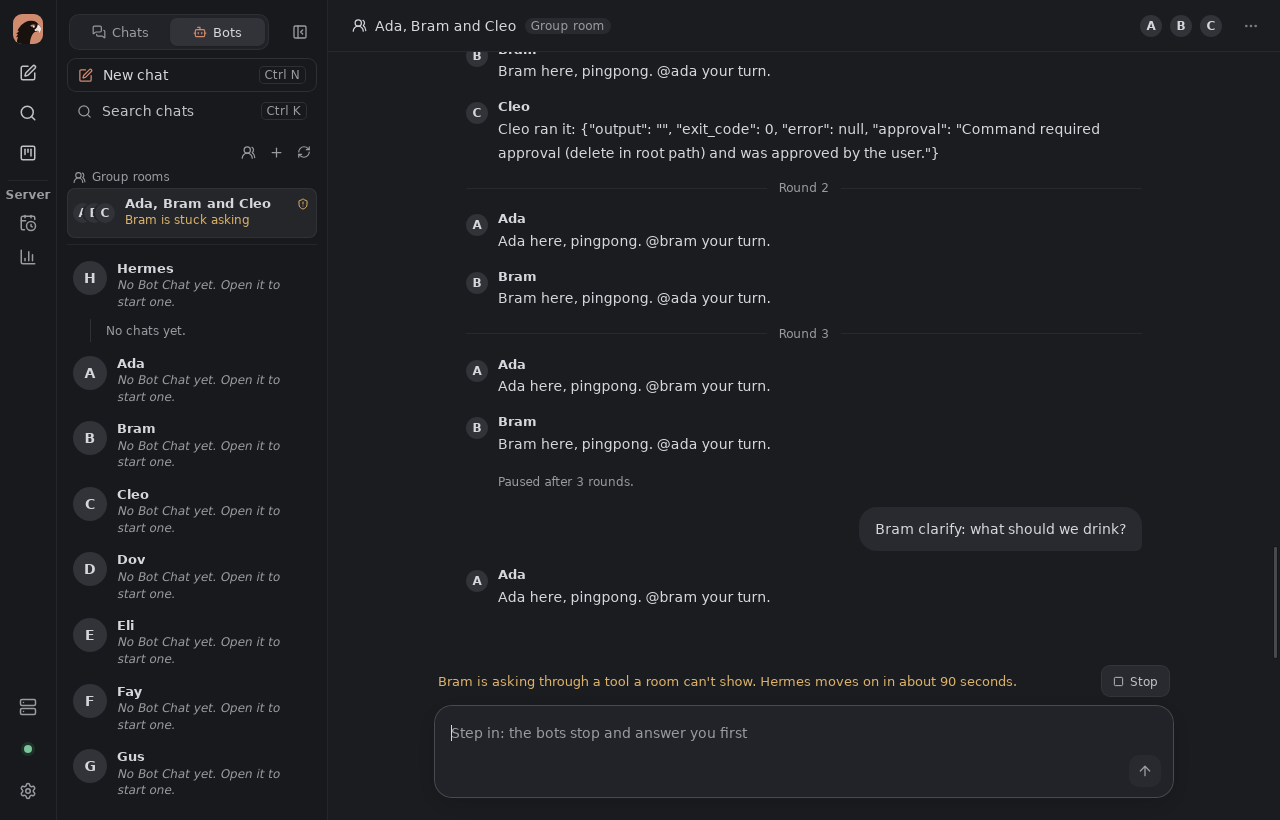 Chats
Bots
New chat
Ctrl N
Search chats
Ctrl K
Server
Group rooms
C
Ada, Bram and Cleo
Bram is stuck asking
H
Hermes
No Bot Chat yet. Open it to
start one.
No chats yet.
A
Ada
No Bot Chat yet. Open it to
start one.
B
Bram
No Bot Chat yet. Open it to
start one.
C
Cleo
No Bot Chat yet. Open it to
start one.
D
Dov
No Bot Chat yet. Open it to
start one.
E
Eli
No Bot Chat yet. Open it to
start one.
F
Fay
No Bot Chat yet. Open it to
start one.
G
Gus
No Bot Chat yet. Open it to
start one.
Ada, Bram and Cleo
Group room
A
B
C
B
Bram
Bram here, pingpong. @ada your turn.
C
Cleo
Cleo ran it: {"output": "", "exit_code": 0, "error": null, "approval": "Command required
approval (delete in root path) and was approved by the user."}
Round 2
A
Ada
Ada here, pingpong. @bram your turn.
B
Bram
Bram here, pingpong. @ada your turn.
Round 3
A
Ada
Ada here, pingpong. @bram your turn.
B
Bram
Bram here, pingpong. @ada your turn.
Paused after 3 rounds.
Bram clarify: what should we drink?
A
Ada
Ada here, pingpong. @bram your turn.
Bram is asking through a tool a room can't show. Hermes moves on in about 90 seconds.
Stop
Step in: the bots stop and answer you first